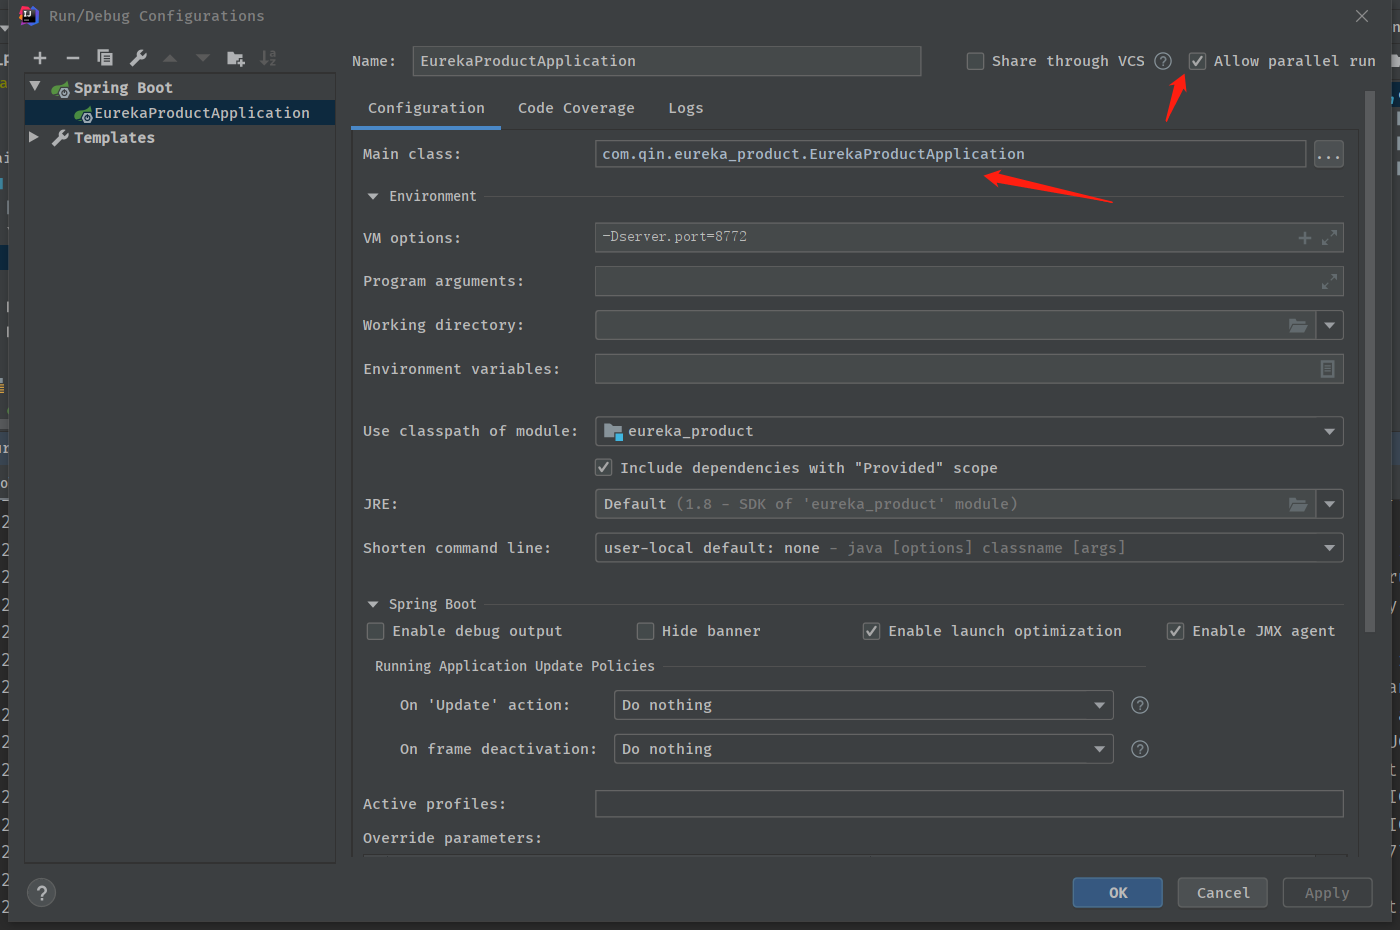 Run/Debug Configurations
Name: EurekaProductApplication Share through VCS ? Allow parallel run
Spring Boot
EurekaProductApplication
Templates
Configuration Code Coverage Logs
Main class: com.qin.eureka_product.EurekaProductApplication ...
Environment
VM options: -Dserver.port=8772
Program arguments:
Working directory:
Environment variables:
Use classpath of module: eureka_product
Include dependencies with "Provided" scope
JRE: Default (1.8 - SDK of 'eureka_product' module)
Shorten command line: user-local default: none - java [options] classname [args]
Spring Boot
Enable debug output Hide banner Enable launch optimization Enable JMX agent
Running Application Update Policies
On 'Update' action: Do nothing ?
On frame deactivation: Do nothing ?
Active profiles:
Override parameters:
? OK Cancel Apply